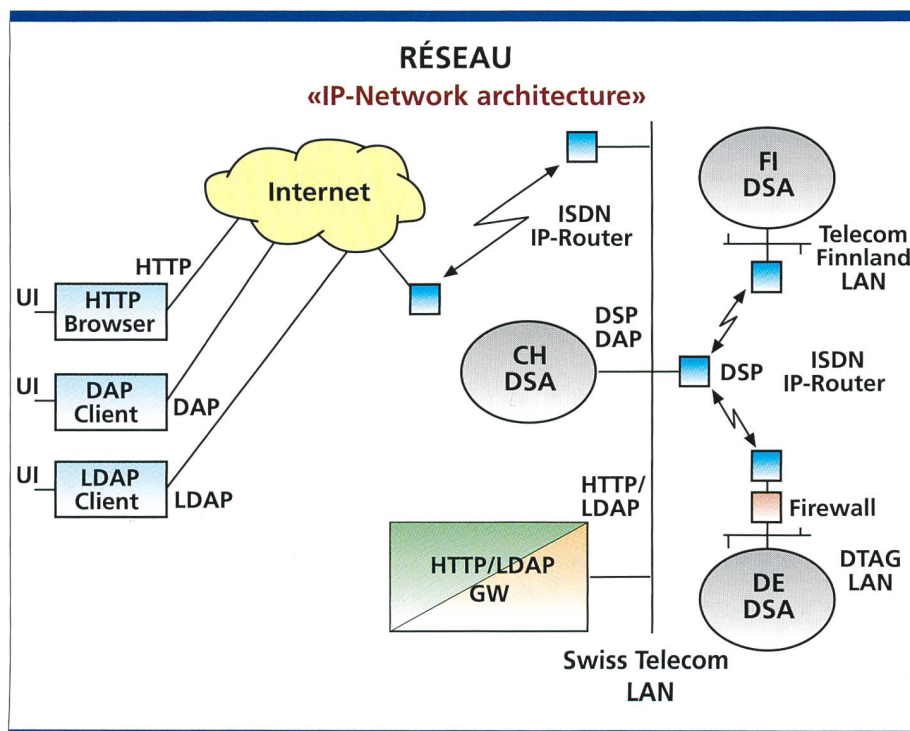 RÉSEAU
«IP-Network architecture»
Internet
ISDN
IP-Router
FI
DSA
Telecom
Finnland
LAN
HTTP
UI
HTTP
Browser
UI
DAP
Client
DAP
UI
LDAP
Client
LDAP
CH
DSA
DSP
DAP
DSP
ISDN
IP-Router
HTTP/
LDAP
HTTP/LDAP
GW
Firewall
DTAG
LAN
DE
DSA
Swiss Telecom
LAN